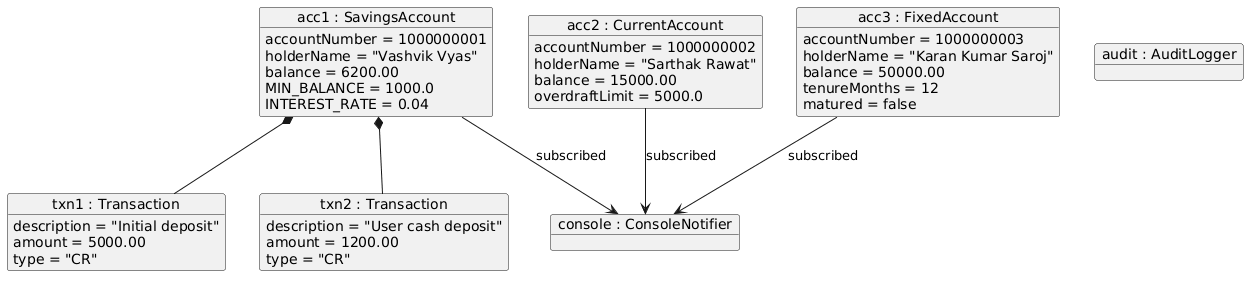 acc1 : SavingsAccount
accountNumber = 1000000001
holderName = "Vashvik Vyas"
balance = 6200.00
MIN_BALANCE = 1000.0
INTEREST_RATE = 0.04
acc2 : CurrentAccount
accountNumber = 1000000002
holderName = "Sarthak Rawat"
balance = 15000.00
overdraftLimit = 5000.0
acc3 : FixedAccount
accountNumber = 1000000003
holderName = "Karan Kumar Saroj"
balance = 50000.00
tenureMonths = 12
matured = false
audit : AuditLogger
subscribed
subscribed
subscribed
txn1 : Transaction
description = "Initial deposit"
amount = 5000.00
type = "CR"
txn2 : Transaction
description = "User cash deposit"
amount = 1200.00
type = "CR"
console : ConsoleNotifier